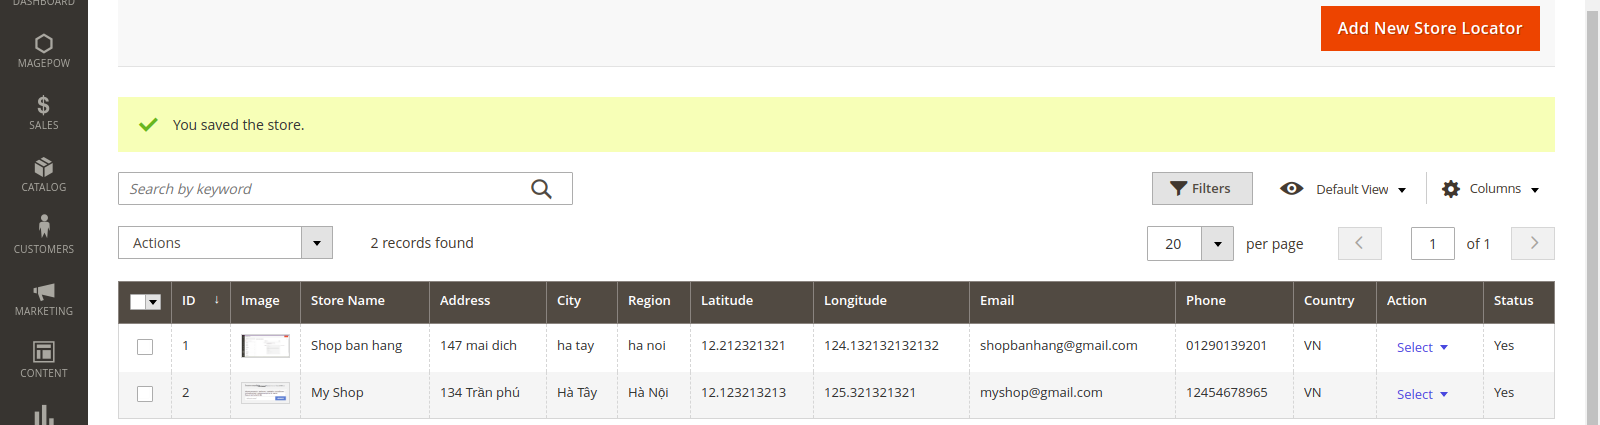 DASHBOARD
MAGEPOW
SALES
CATALOG
CUSTOMERS
MARKETING
CONTENT
Add New Store Locator
You saved the store.
Search by keyword
Filters Default View Columns
Actions 2 records found 20 per page 1 of 1
ID ↓ Image Store Name Address City Region Latitude Longitude Email Phone Country Action Status
1 Shop ban hang 147 mai dich ha tay ha noi 12.212321321 124.132132132132 shopbanhang@gmail.com 01290139201 VN Select Yes
2 My Shop 134 Trần phú Hà Tây Hà Nội 12.123213213 125.321321321 myshop@gmail.com 12454678965 VN Select Yes